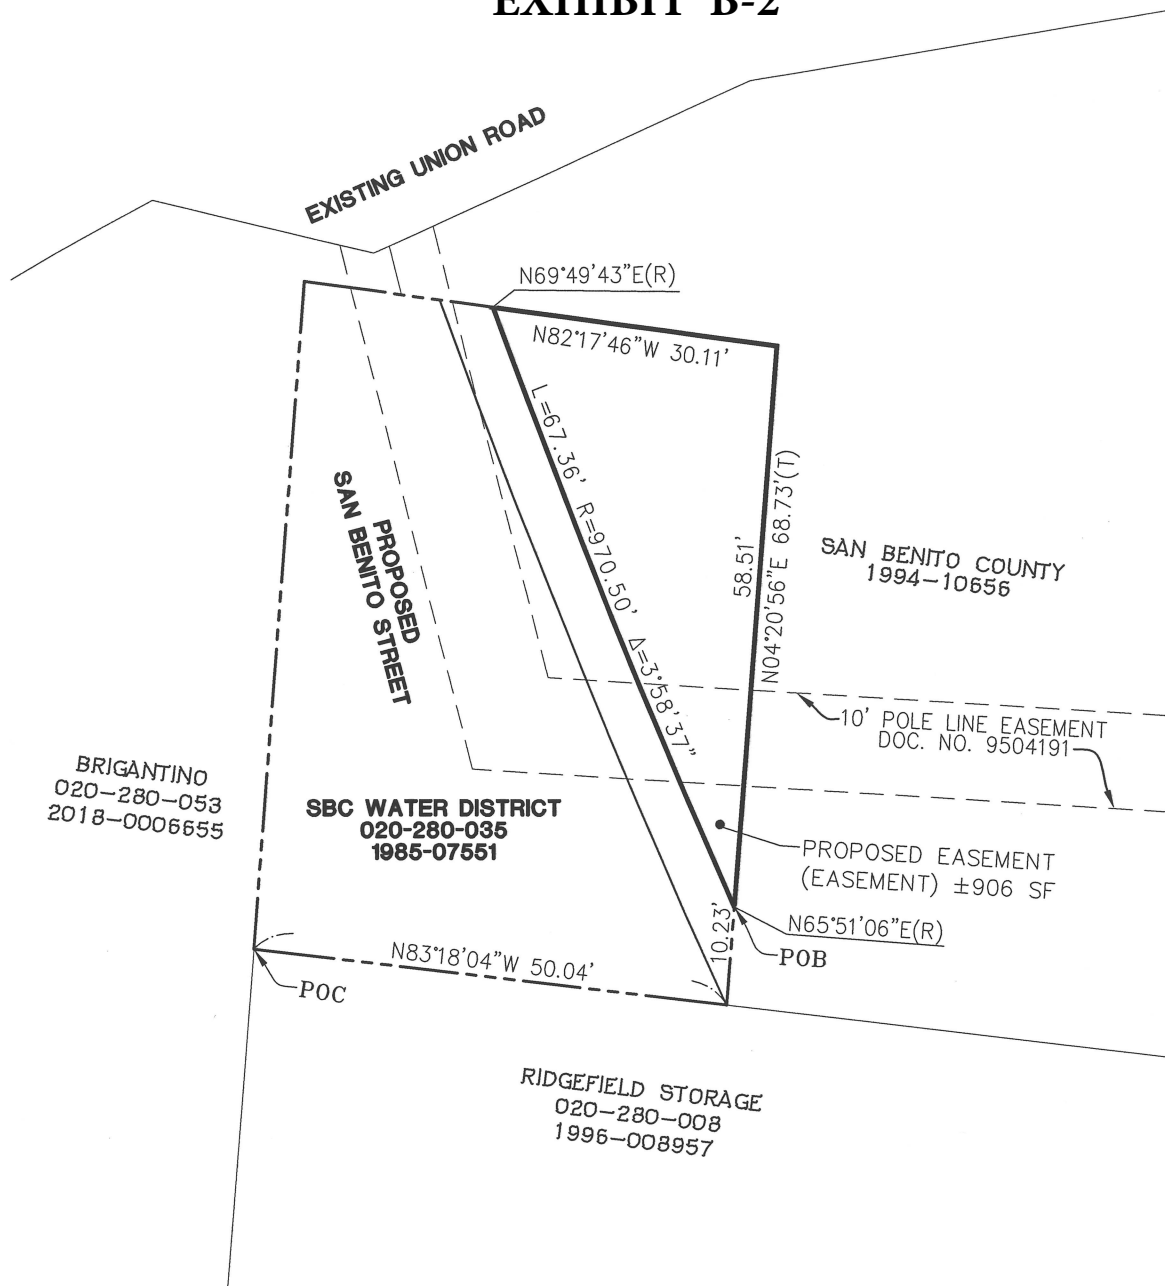 EXHIBIT B-2
EXISTING UNION ROAD
N69°49'43"E(R)
N82°17'46"W 30.11'
L=67.36' R=970.50' Δ=3°58'37"
58.51'
N04°20'56"E 68.73'(T)
SAN BENITO COUNTY
1994-10656
PROPOSED
SAN BENITO STREET
10' POLE LINE EASEMENT
DOC. NO. 9504191
BRIGANTINO
020-280-053
2018-0006655
SBC WATER DISTRICT
020-280-035
1985-07551
PROPOSED EASEMENT
(EASEMENT) ±906 SF
10.23'
N65°51'06"E(R)
POB
N83°18'04"W 50.04'
POC
RIDGEFIELD STORAGE
020-280-008
1996-008957